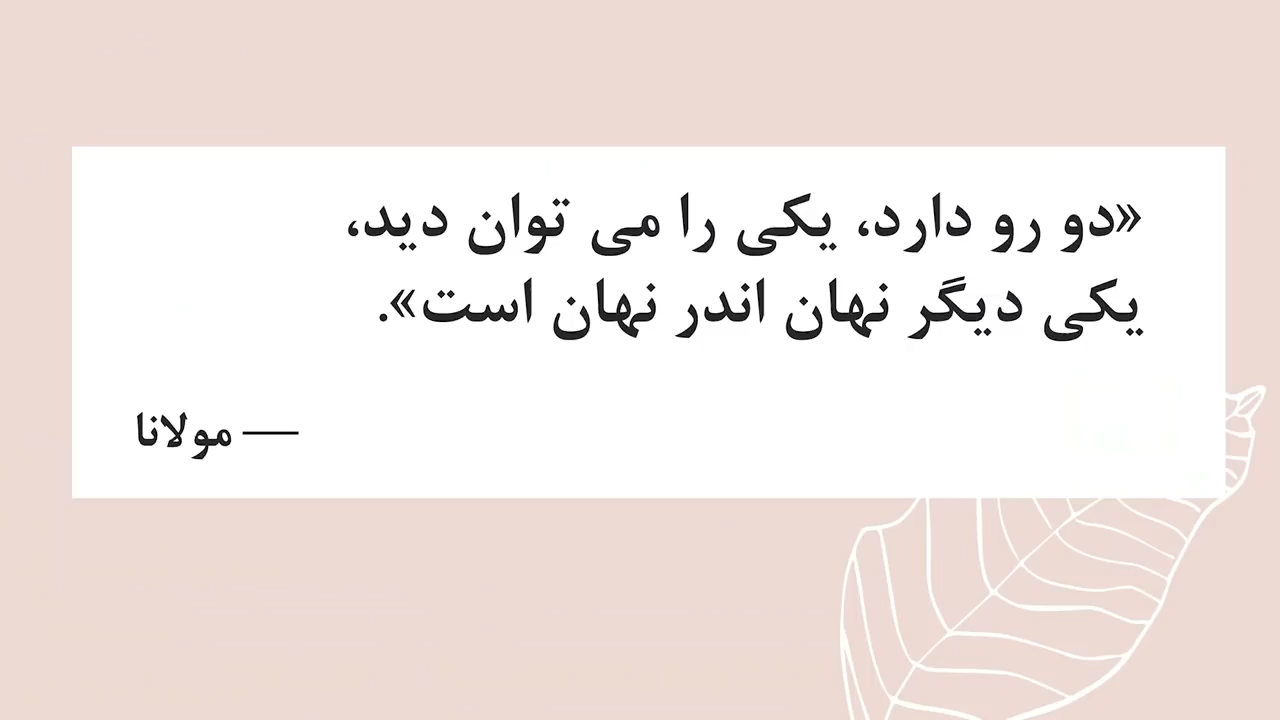 «دو رو دارد، یکی را می توان دید،
یکی دیگر نهان اندر نهان است».
— مولانا